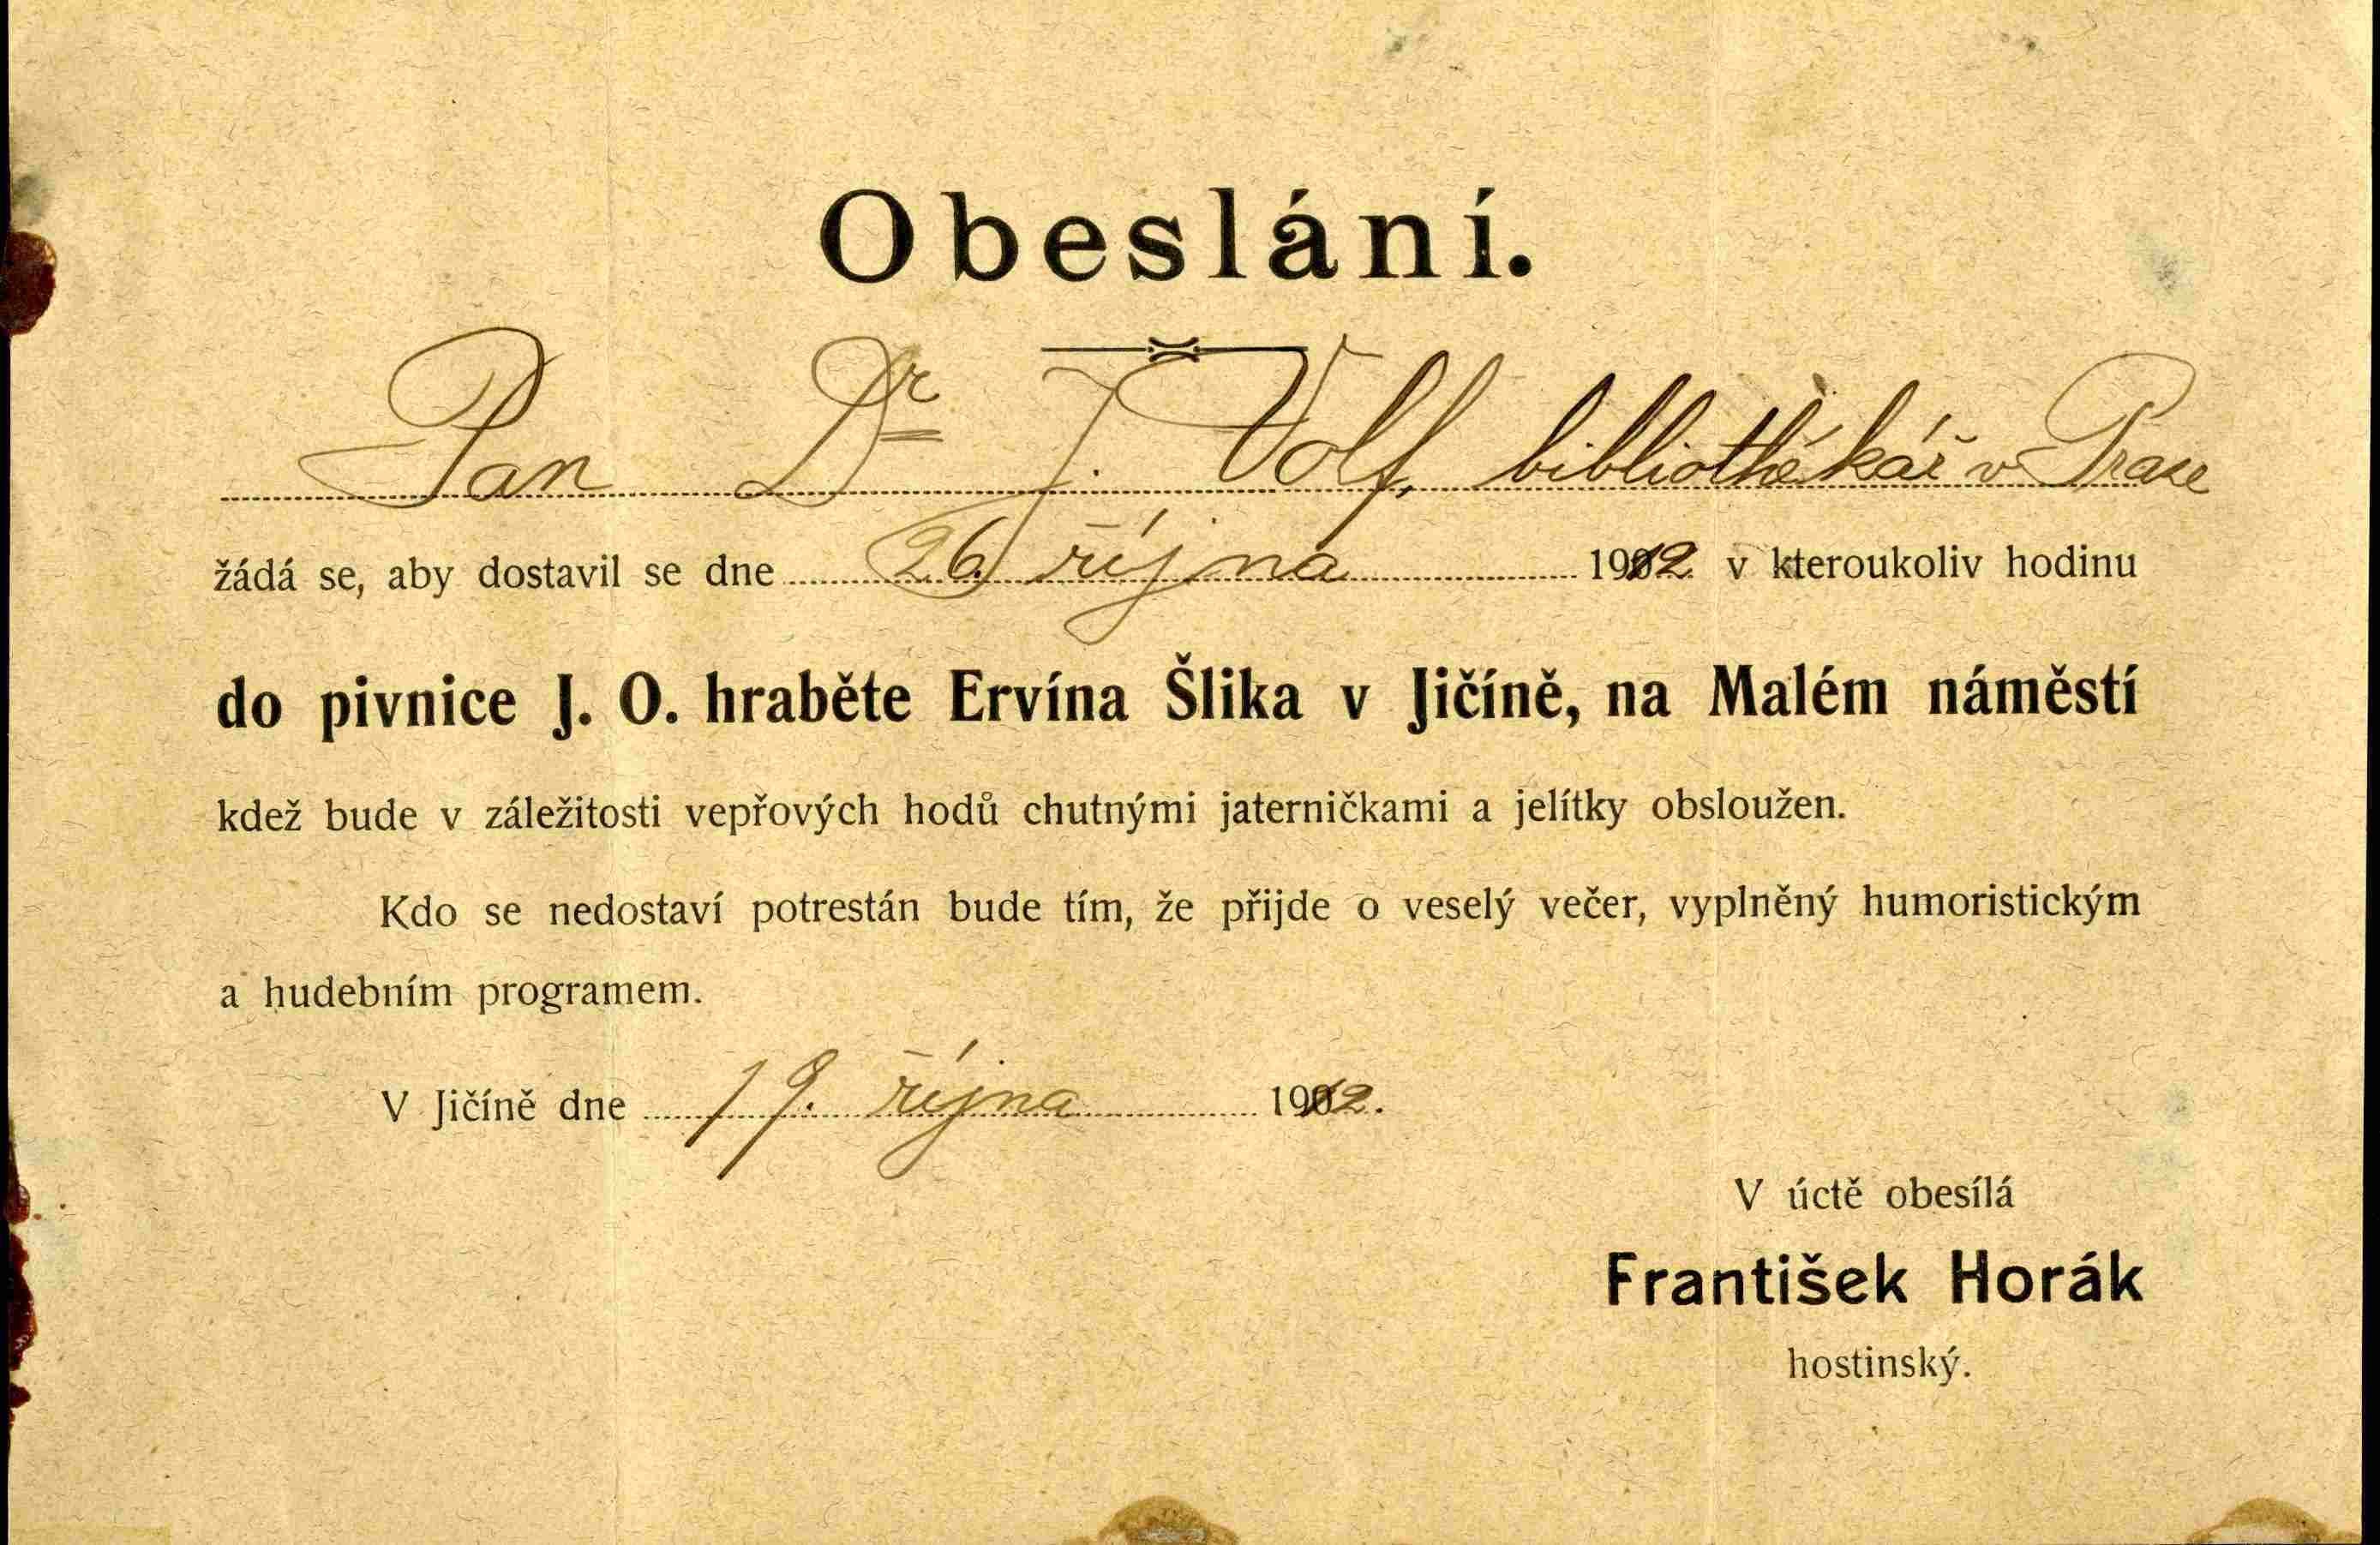 Obeslání.
Pan Dr J. Volf, bibliothékář v Praze
žádá se, aby dostavil se dne 26. října 1912 v kteroukoliv hodinu
do pivnice J. O. hraběte Ervína Šlika v Jičíně, na Malém náměstí
kdež bude v záležitosti vepřových hodů chutnými jaterničkami a jelítky obsloužen.
Kdo se nedostaví potrestán bude tím, že přijde o veselý večer, vyplněný humoristickým
a hudebním programem.
V Jičíně dne 19. října 1912.
V úctě obesílá
František Horák
hostinský.